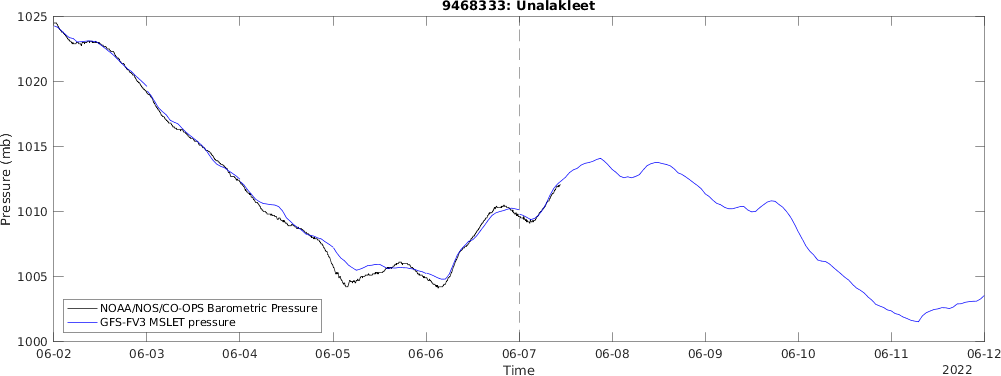 9468333: Unalakleet
Pressure (mb)
1025
1020
1015
1010
1005
1000
NOAA/NOS/CO-OPS Barometric Pressure
GFS-FV3 MSLET pressure
06-02 06-03 06-04 06-05 06-06 06-07 06-08 06-09 06-10 06-11 06-12
Time
2022